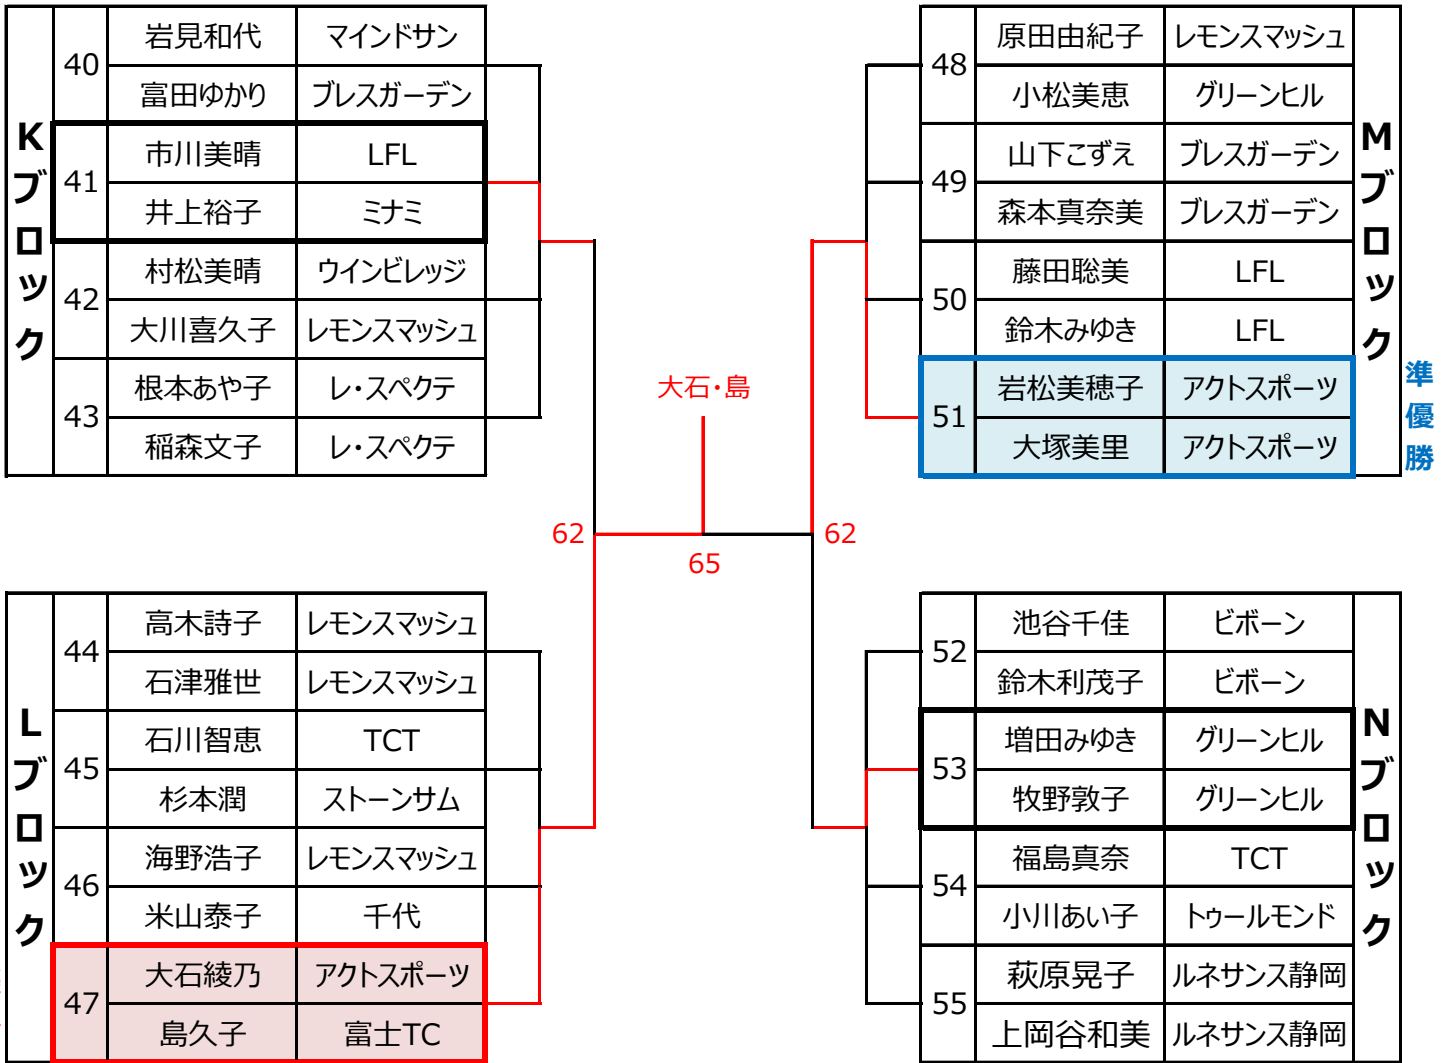 Kブロック
40
岩見和代 マインドサン
富田ゆかり ブレスガーデン
41
市川美晴 LFL
井上裕子 ミナミ
42
村松美晴 ウインビレッジ
大川喜久子 レモンスマッシュ
43
根本あや子 レ・スペクテ
稲森文子 レ・スペクテ
Mブロック
48
原田由紀子 レモンスマッシュ
小松美恵 グリーンヒル
49
山下こずえ ブレスガーデン
森本真奈美 ブレスガーデン
50
藤田聡美 LFL
鈴木みゆき LFL
51
岩松美穂子 アクトスポーツ
大塚美里 アクトスポーツ
準優勝
大石・島
62
65
62
Lブロック
44
高木詩子 レモンスマッシュ
石津雅世 レモンスマッシュ
45
石川智恵 TCT
杉本潤 ストーンサム
46
海野浩子 レモンスマッシュ
米山泰子 千代
47
大石綾乃 アクトスポーツ
島久子 富士TC
Nブロック
52
池谷千佳 ビボーン
鈴木利茂子 ビボーン
53
増田みゆき グリーンヒル
牧野敦子 グリーンヒル
54
福島真奈 TCT
小川あい子 トゥールモンド
55
萩原晃子 ルネサンス静岡
上岡谷和美 ルネサンス静岡